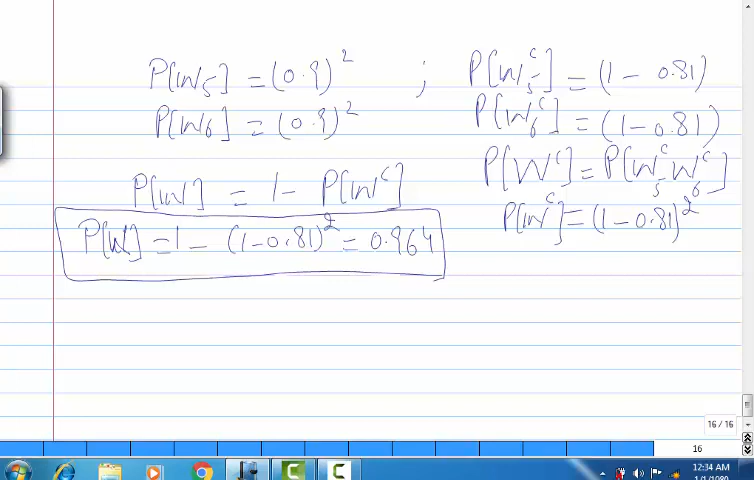 P[W₅] = (0.9)² ; P[W₅ᶜ] = (1 - 0.81)
P[W₆] = (0.9)² P[W₆ᶜ] = (1-0.81)
P[Wᶜ] = P[W₅ᶜ W₆ᶜ]
P[W] = 1 - P[Wᶜ]
P[Wᶜ] = (1-0.81)²
P[W] = 1 - (1-0.81)² = 0.964
16 / 16
16
12:34 AM